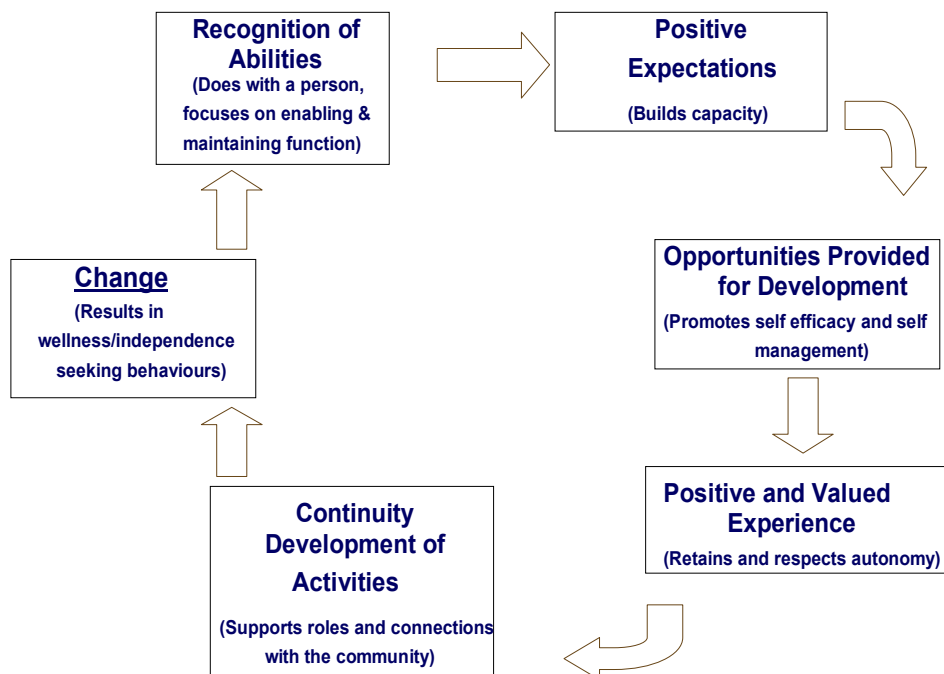 Recognition of
Abilities
(Does with a person,
focuses on enabling &
maintaining function)
Positive
Expectations
(Builds capacity)
Opportunities Provided
for Development
(Promotes self efficacy and self
management)
Positive and Valued
Experience
(Retains and respects autonomy)
Continuity
Development of
Activities
(Supports roles and connections
with the community)
Change
(Results in
wellness/independence
seeking behaviours)